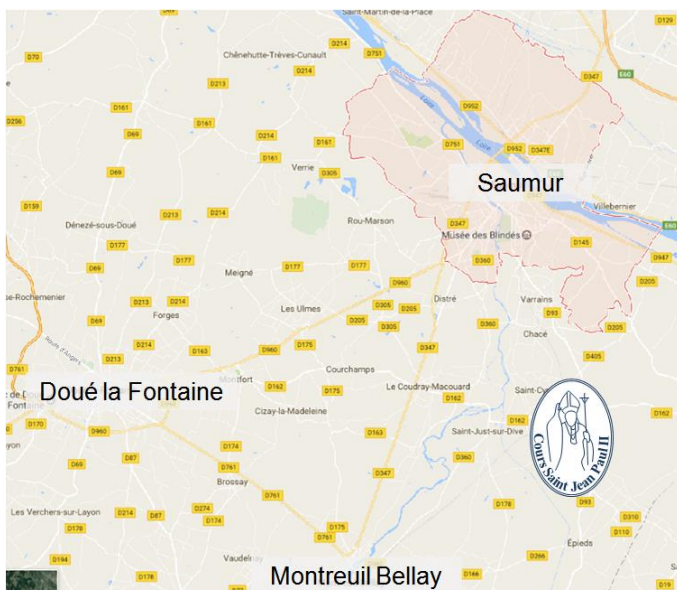 Saint-Martin-de-la-Place
D129
D214
D70
D751
Chênehutte-Trèves-Cunault
D214
D347
E60
D213
D161
D952
D256
D69
D161
D214
D751
D952
D347E
D161
D161
Verrie
D305
D69
Saumur
D159
D213
D214
Rou-Marson
D347
Villebernier
E60
Dénezé-sous-Doué
Musée des Blindés
D145
D177
D177
D177
D177
D360
D947
D69
Meigné
D960
D205
D213
D214
Les Ulmes
D305
D205
Distré
Varrains
Forges
D205
D305
D360
D93
D205
D69
Chacé
D214
D347
D405
D761
D213
D163
D960
D175
Courchamps
Montfort
D162
D175
Le Coudray-Macouard
Doué la Fontaine
D162
D162
D162
Cizay-la-Madeleine
D170
D960
D163
Saint-Just-sur-Dive
D174
D69
D87
D761
D360
Brossay
D347
D178
D93
Cours Saint Jean Paul II
D761
D274
Les Verchers-sur-Layon
D214
D87
D174
D310
D178
D175
D110
D761
Épieds
D194
D266
D178
D166
D19
Montreuil Bellay